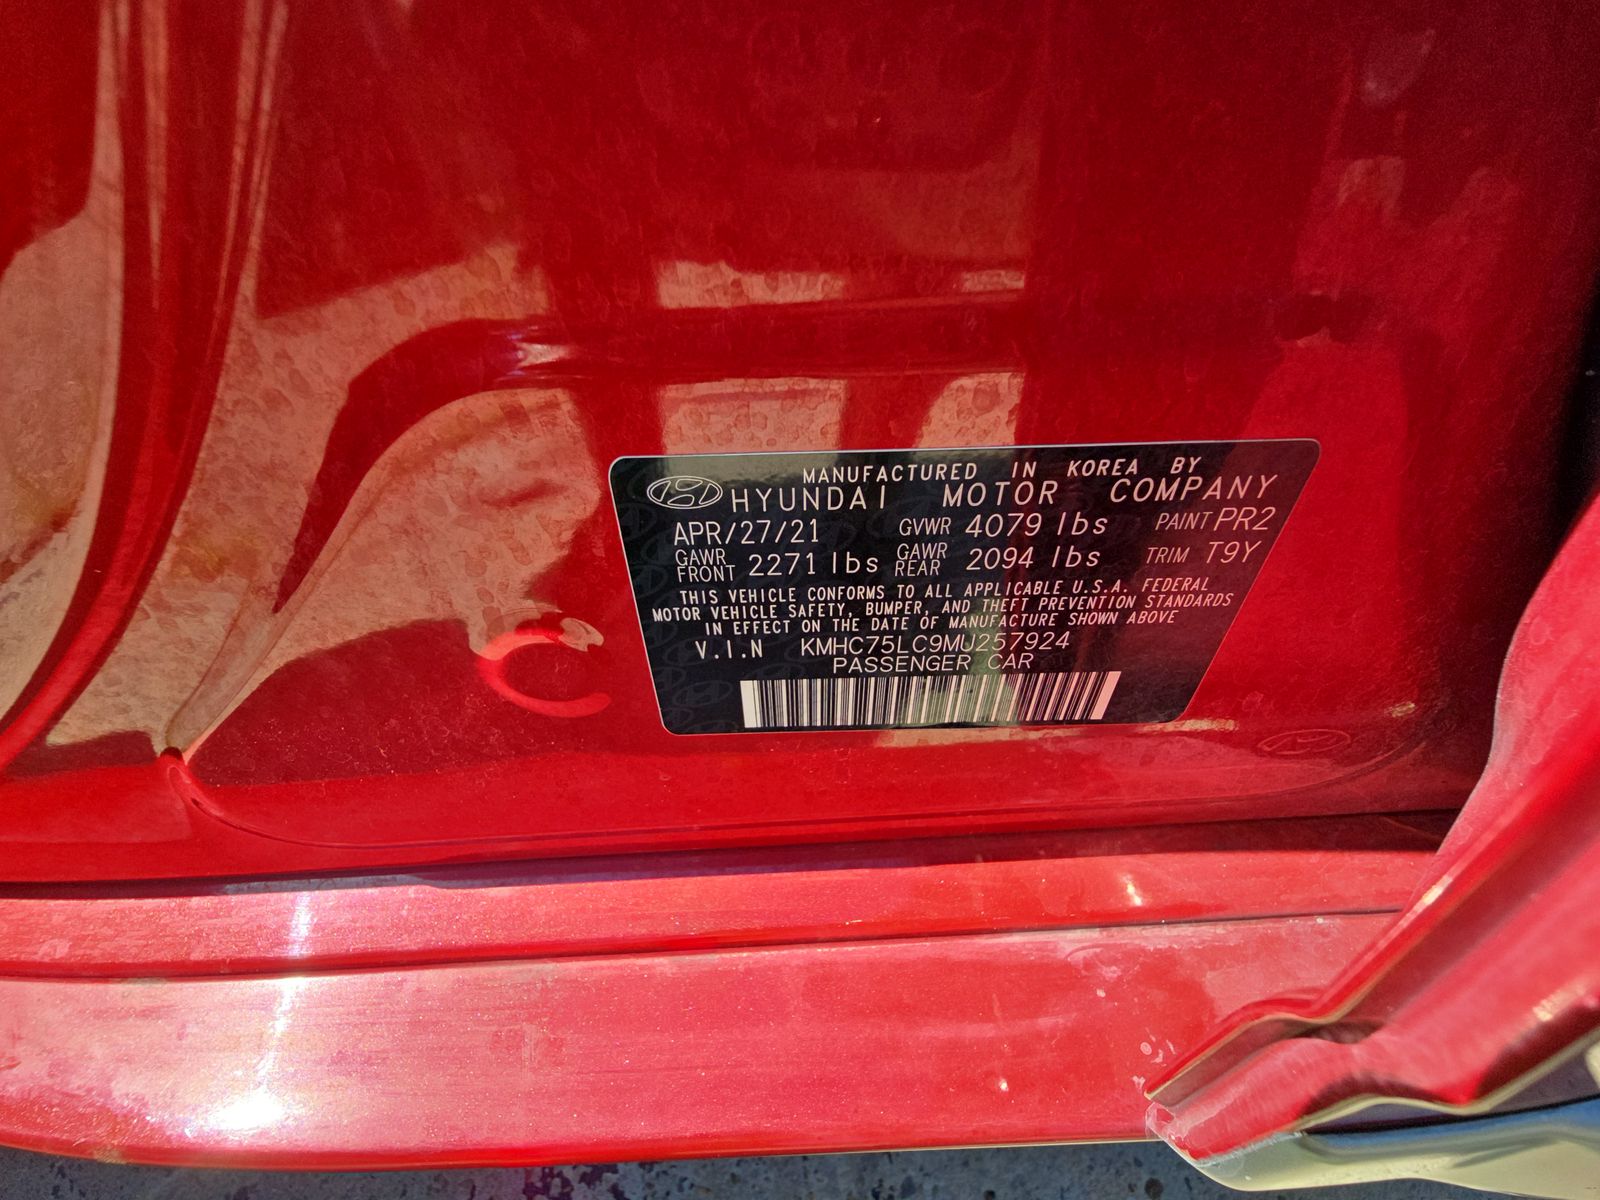 MANUFACTURED IN KOREA BY
HYUNDAI MOTOR COMPANY
APR/27/21 GVWR 4079 lbs PAINT PR2
GAWR FRONT 2271 lbs GAWR REAR 2094 lbs TRIM T9Y
THIS VEHICLE CONFORMS TO ALL APPLICABLE U.S.A. FEDERAL
MOTOR VEHICLE SAFETY, BUMPER, AND THEFT PREVENTION STANDARDS
IN EFFECT ON THE DATE OF MANUFACTURE SHOWN ABOVE
V.I.N KMHC75LC9MU257924
PASSENGER CAR